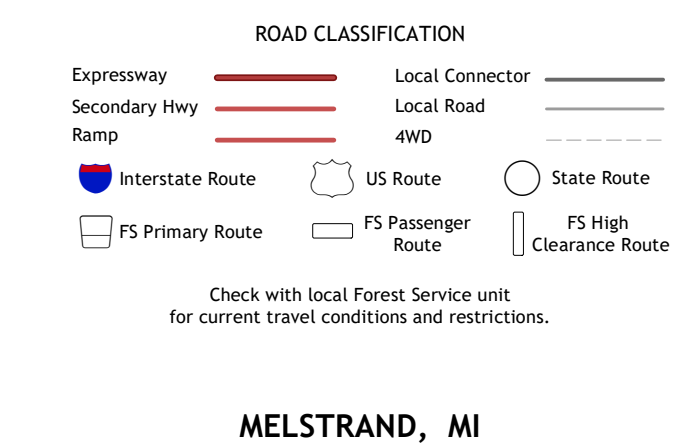 ROAD CLASSIFICATION
Expressway
Local Connector
Secondary Hwy
Local Road
Ramp
4WD
Interstate Route
US Route
State Route
FS Primary Route
FS Passenger
Route
FS High
Clearance Route
Check with local Forest Service unit
for current travel conditions and restrictions.
MELSTRAND, MI